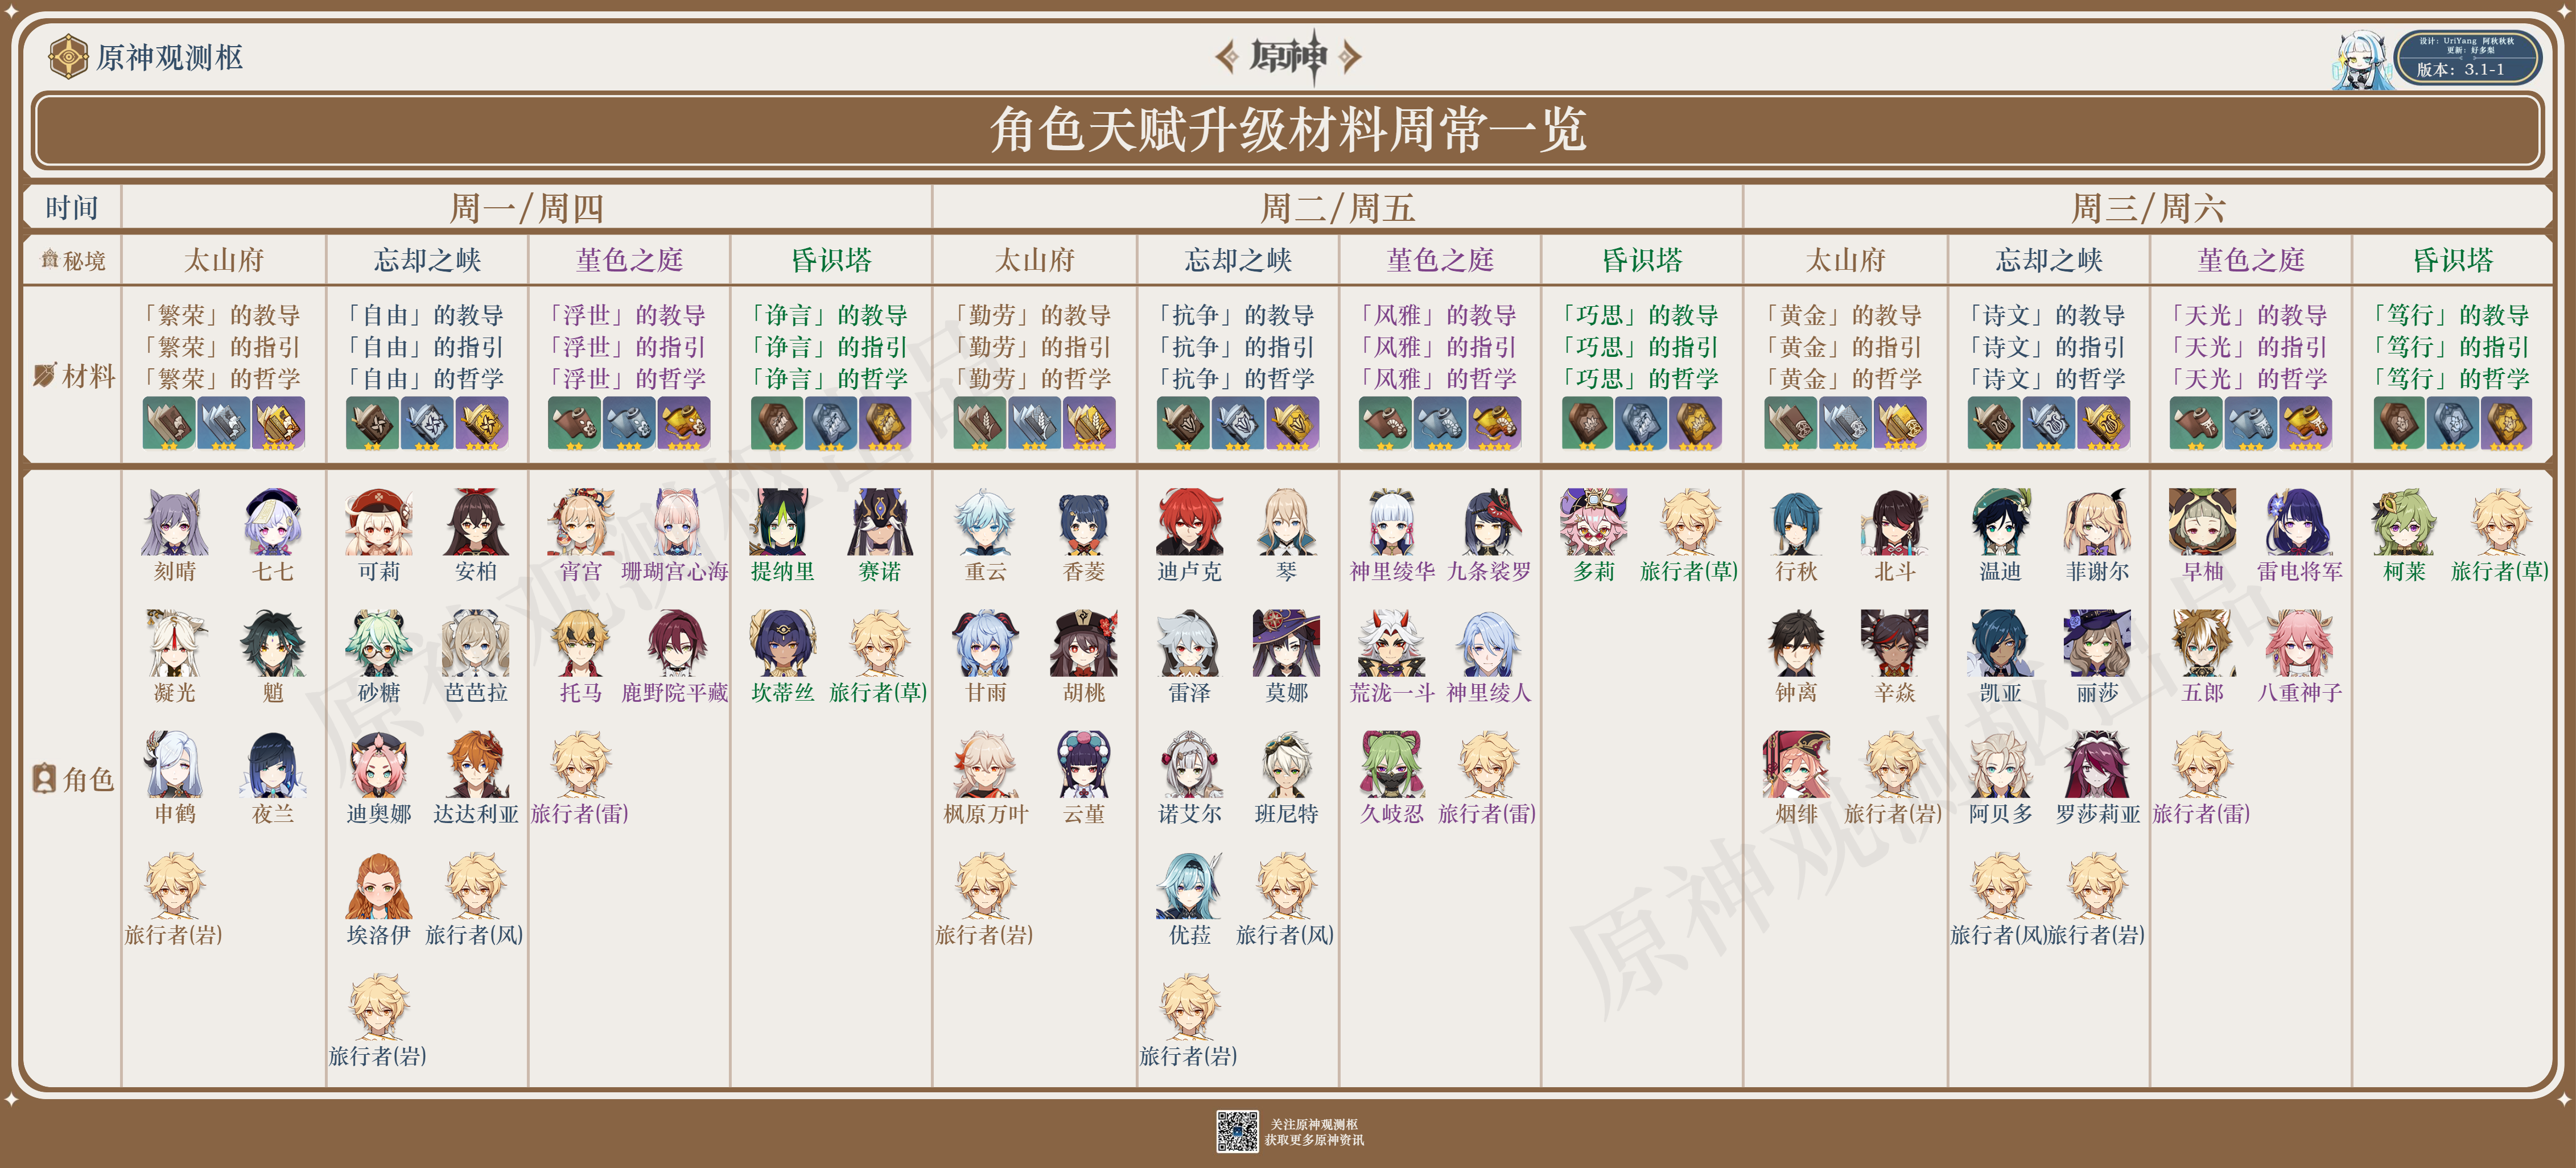 原神观测枢
原神
设计：UriYang 阿秋秋秋
更新：好多梨
版本：3.1-1
角色天赋升级材料周常一览
时间 周一/周四 周二/周五 周三/周六
秘境 太山府 忘却之峡 堇色之庭 昏识塔 太山府 忘却之峡 堇色之庭 昏识塔 太山府 忘却之峡 堇色之庭 昏识塔
「繁荣」的教导 「自由」的教导 「浮世」的教导 「诤言」的教导 「勤劳」的教导 「抗争」的教导 「风雅」的教导 「巧思」的教导 「黄金」的教导 「诗文」的教导 「天光」的教导 「笃行」的教导
「繁荣」的指引 「自由」的指引 「浮世」的指引 「诤言」的指引 「勤劳」的指引 「抗争」的指引 「风雅」的指引 「巧思」的指引 「黄金」的指引 「诗文」的指引 「天光」的指引 「笃行」的指引
材料 「繁荣」的哲学 「自由」的哲学 「浮世」的哲学 「诤言」的哲学 「勤劳」的哲学 「抗争」的哲学 「风雅」的哲学 「巧思」的哲学 「黄金」的哲学 「诗文」的哲学 「天光」的哲学 「笃行」的哲学
刻晴 七七 可莉 安柏 宵宫 珊瑚宫心海 提纳里 赛诺 重云 香菱 迪卢克 琴 神里绫华 九条裟罗 多莉 旅行者(草) 行秋 北斗 温迪 菲谢尔 早柚 雷电将军 柯莱 旅行者(草)
凝光 魈 砂糖 芭芭拉 托马 鹿野院平藏 坎蒂丝 旅行者(草) 甘雨 胡桃 雷泽 莫娜 荒泷一斗 神里绫人 钟离 辛焱 凯亚 丽莎 五郎 八重神子
角色
申鹤 夜兰 迪奥娜 达达利亚 旅行者(雷) 枫原万叶 云堇 诺艾尔 班尼特 久岐忍 旅行者(雷) 烟绯 旅行者(岩) 阿贝多 罗莎莉亚 旅行者(雷)
旅行者(岩) 埃洛伊 旅行者(风) 旅行者(岩) 优菈 旅行者(风) 旅行者(风) 旅行者(岩)
旅行者(岩) 旅行者(岩)
原神观测枢出品
原神观测枢出品
关注原神观测枢
获取更多原神资讯